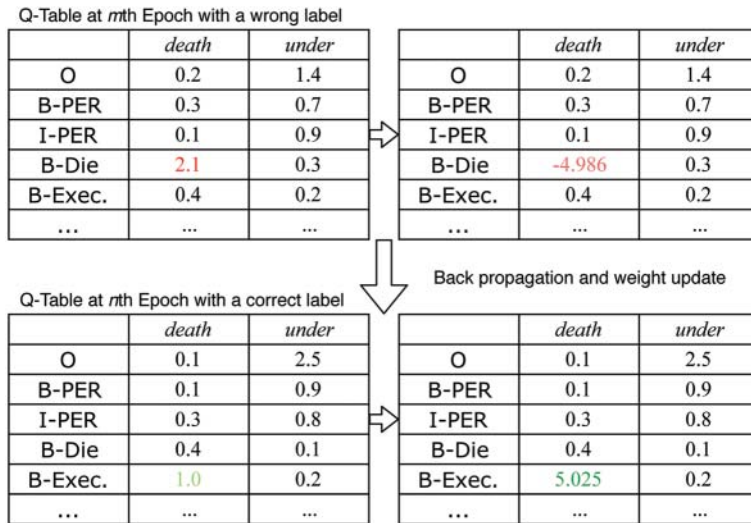 Q-Table at mth Epoch with a wrong label
death under death under
O 0.2 1.4 O 0.2 1.4
B-PER 0.3 0.7 B-PER 0.3 0.7
I-PER 0.1 0.9 I-PER 0.1 0.9
B-Die 2.1 0.3 B-Die -4.986 0.3
B-Exec. 0.4 0.2 B-Exec. 0.4 0.2
... ... ... ... ... ...
Q-Table at nth Epoch with a correct label Back propagation and weight update
death under death under
O 0.1 2.5 O 0.1 2.5
B-PER 0.1 0.9 B-PER 0.1 0.9
I-PER 0.3 0.8 I-PER 0.3 0.8
B-Die 0.4 0.1 B-Die 0.4 0.1
B-Exec. 1.0 0.2 B-Exec. 5.025 0.2
... ... ... ... ... ...